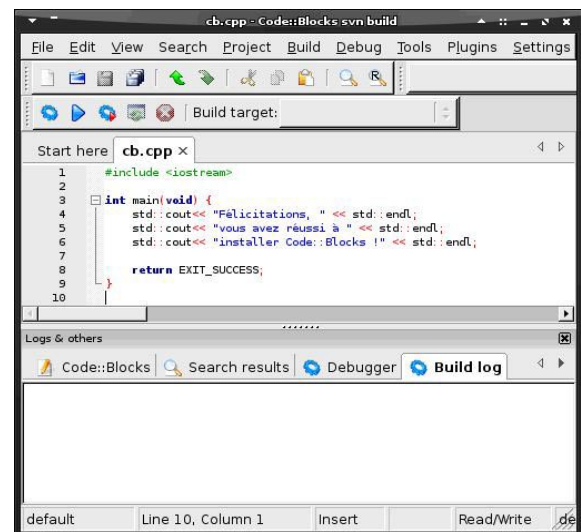 cb.cpp - Code::Blocks svn build
File Edit View Search Project Build Debug Tools Plugins Settings
Build target:
Start here cb.cpp
1 #include <iostream>
2
3 int main(void) {
4 std::cout<< "Félicitations, " << std::endl;
5 std::cout<< "vous avez réussi à " << std::endl;
6 std::cout<< "installer Code::Blocks !" << std::endl;
7
8 return EXIT_SUCCESS;
9 }
10
Logs & others
Code::Blocks Search results Debugger Build log
default Line 10, Column 1 Insert Read/Write de